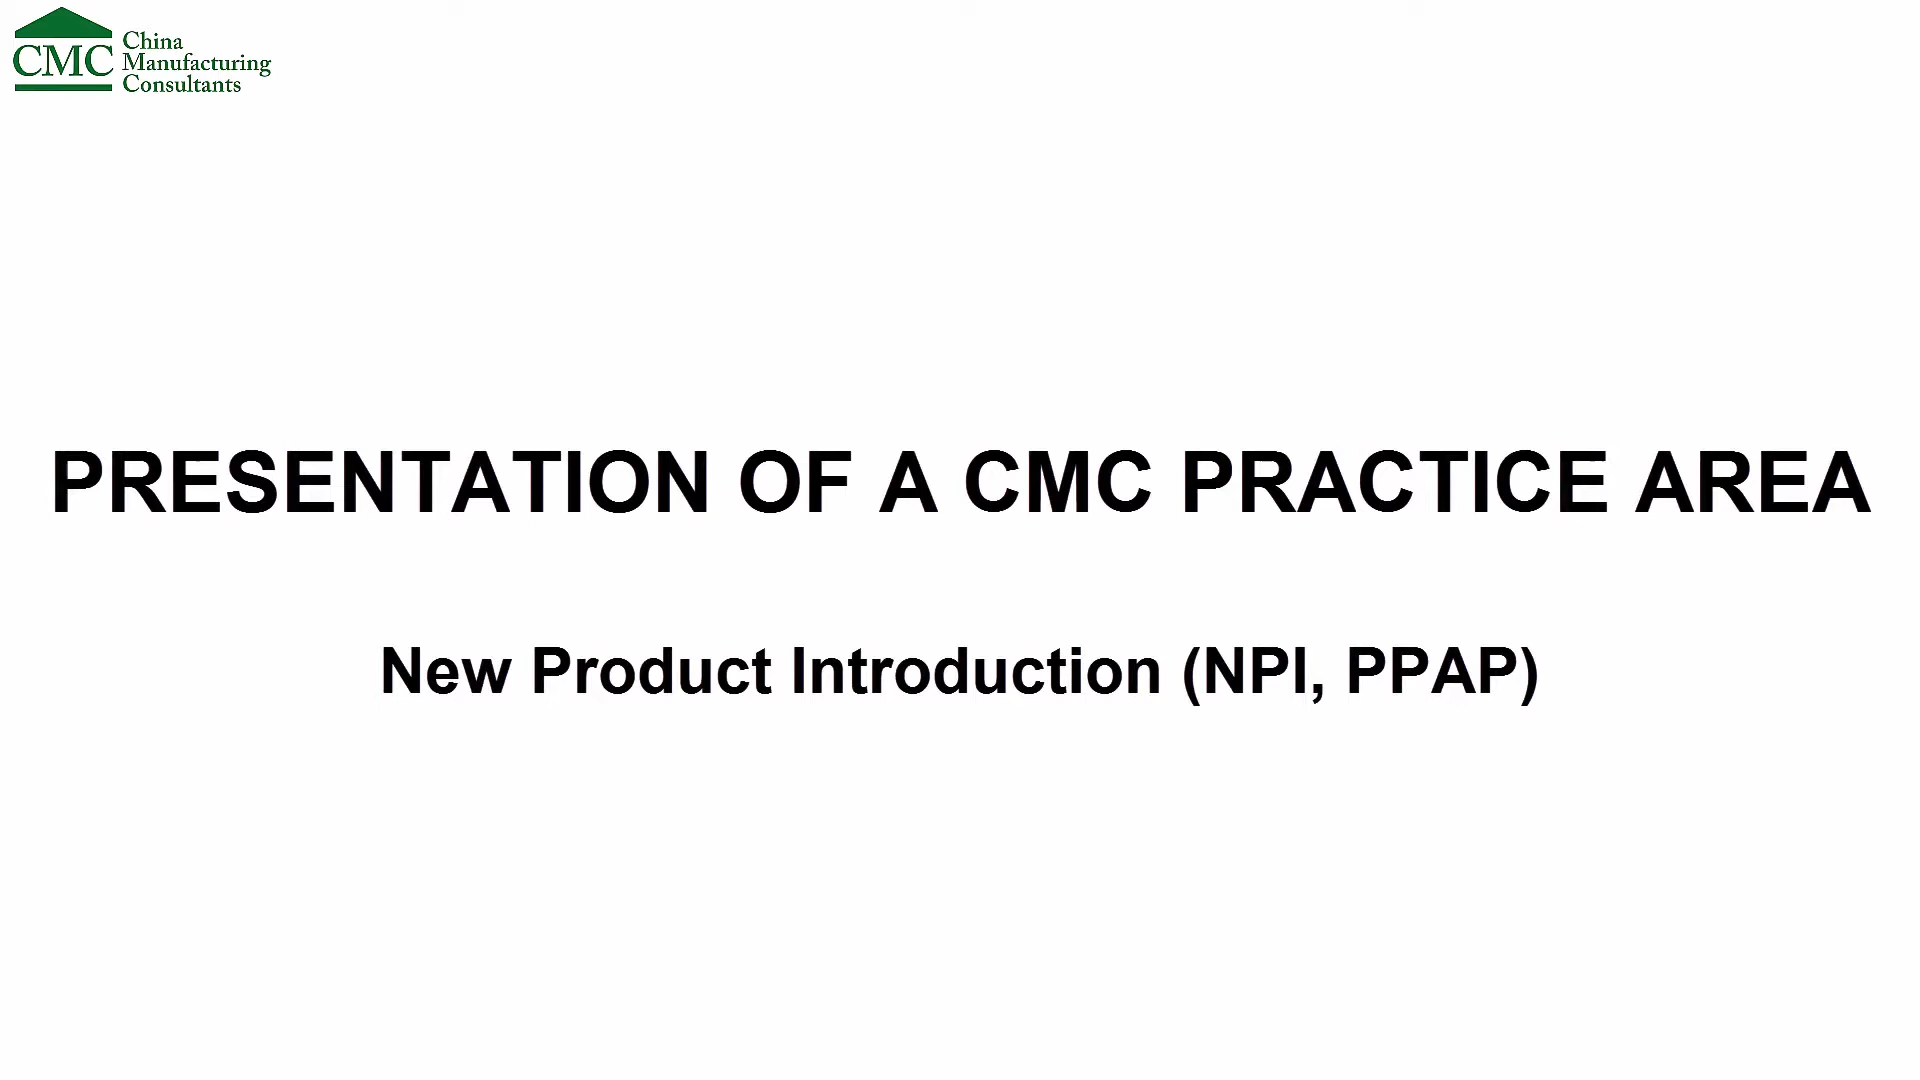 CMC
China
Manufacturing
Consultants
PRESENTATION OF A CMC PRACTICE AREA
New Product Introduction (NPI, PPAP)